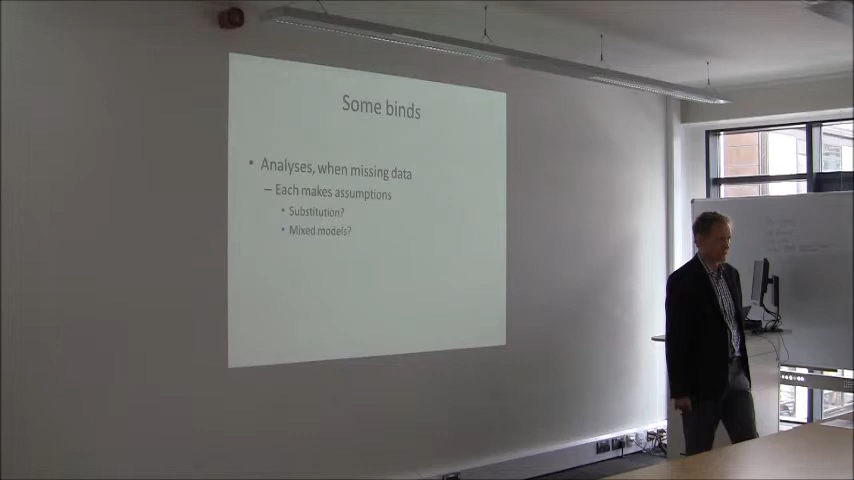 Some binds
• Analyses, when missing data
– Each makes assumptions
• Substitution?
• Mixed models?